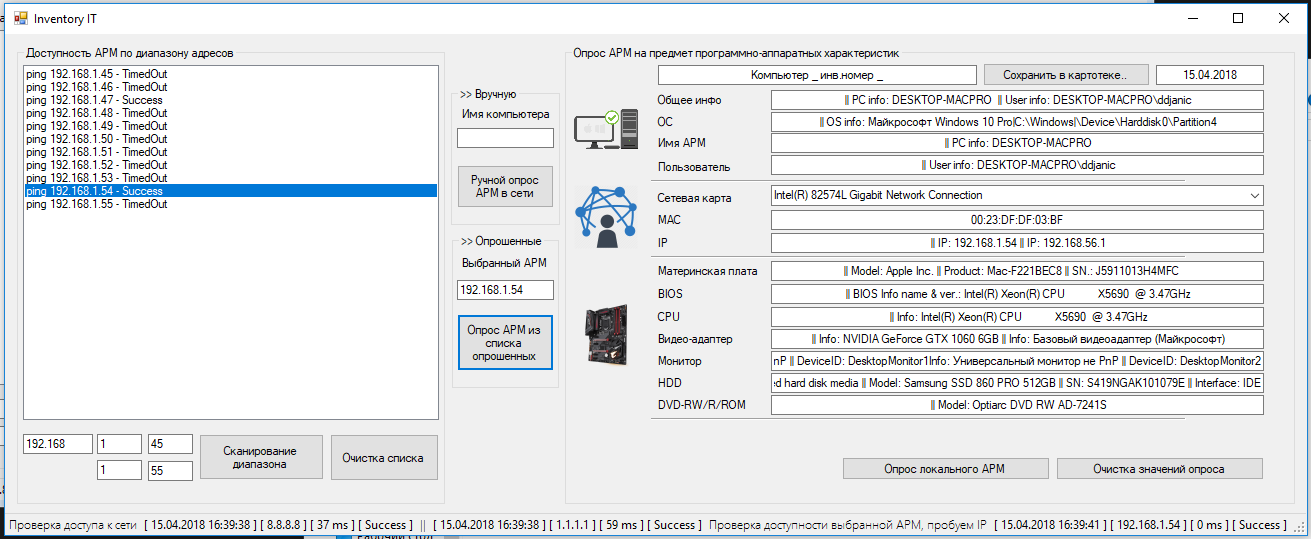 Inventory IT
Доступность АРМ по диапазону адресов
ping 192.168.1.45 - TimedOut
ping 192.168.1.46 - TimedOut
ping 192.168.1.47 - Success
ping 192.168.1.48 - TimedOut
ping 192.168.1.49 - TimedOut
ping 192.168.1.50 - TimedOut
ping 192.168.1.51 - TimedOut
ping 192.168.1.52 - TimedOut
ping 192.168.1.53 - TimedOut
ping 192.168.1.54 - Success
ping 192.168.1.55 - TimedOut
192.168 1 45
1 55
Сканирование
диапазона
Очистка списка
>> Вручную
Имя компьютера
Ручной опрос
АРМ в сети
>> Опрошенные
Выбранный АРМ
192.168.1.54
Опрос АРМ из
списка
опрошенных
Опрос АРМ на предмет программно-аппаратных характеристик
Компьютер _ инв.номер _ Сохранить в картотеке.. 15.04.2018
Общее инфо PC info: DESKTOP-MACPRO User info: DESKTOP-MACPRO\ddjanic
ОС OS info: Майкрософт Windows 10 Pro|C:\Windows|\Device\Harddisk0\Partition4
Имя АРМ PC info: DESKTOP-MACPRO
Пользователь User info: DESKTOP-MACPRO\ddjanic
Сетевая карта Intel(R) 82574L Gigabit Network Connection
MAC 00:23:DF:DF:03:BF
IP IP: 192.168.1.54 IP: 192.168.56.1
Материнская плата Model: Apple Inc. Product: Mac-F221BEC8 SN.: J5911013H4MFC
BIOS BIOS Info name & ver.: Intel(R) Xeon(R) CPU X5690 @ 3.47GHz
CPU Info: Intel(R) Xeon(R) CPU X5690 @ 3.47GHz
Видео-адаптер Info: NVIDIA GeForce GTX 1060 6GB Info: Базовый видеоадаптер (Майкрософт)
Монитор nP DeviceID: DesktopMonitor1Info: Универсальный монитор не PnP DeviceID: DesktopMonitor2
HDD ed hard disk media Model: Samsung SSD 860 PRO 512GB SN: S419NGAK101079E Interface: IDE
DVD-RW/R/ROM Model: Optiarc DVD RW AD-7241S
Опрос локального АРМ Очистка значений опроса
Проверка доступа к сети [ 15.04.2018 16:39:38 ] [ 8.8.8.8 ] [ 37 ms ] [ Success ] || [ 15.04.2018 16:39:38 ] [ 1.1.1.1 ] [ 59 ms ] [ Success ] Проверка доступности выбранной АРМ, пробуем IP [ 15.04.2018 16:39:41 ] [ 192.168.1.54 ] [ 0 ms ] [ Success ]